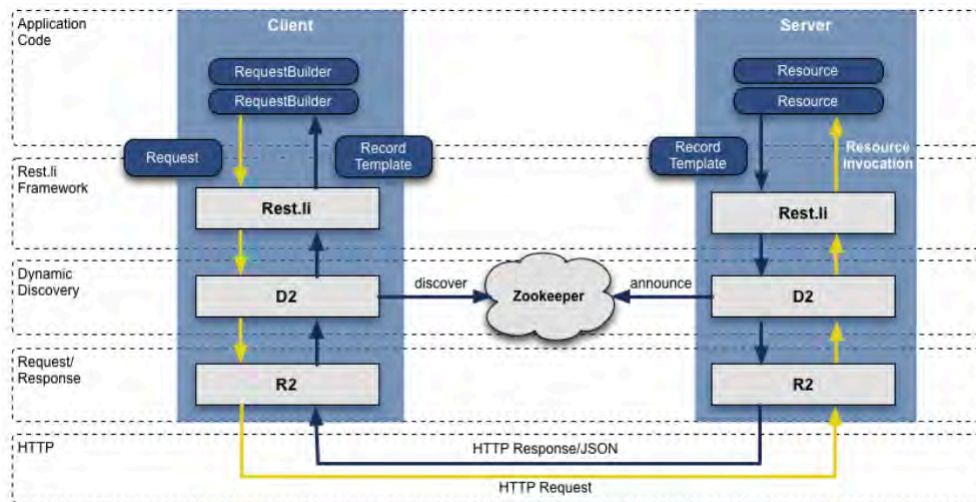 Application
Code
Client
Server
RequestBuilder
RequestBuilder
Resource
Resource
Request
Record
Template
Record
Template
Resource
Invocation
Rest.li
Framework
Rest.li
Rest.li
Dynamic
Discovery
D2
discover
Zookeeper
announce
D2
Request/
Response
R2
R2
HTTP
HTTP Response/JSON
HTTP Request